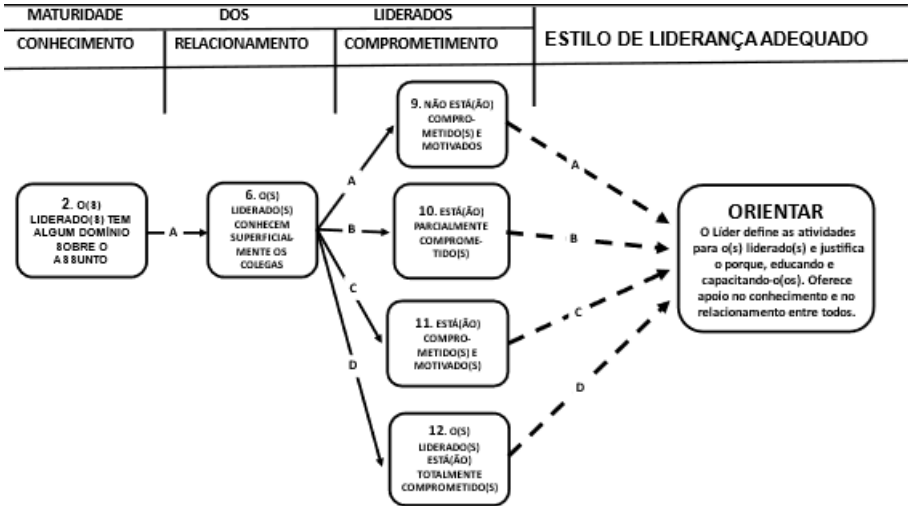 MATURIDADE DOS LIDERADOS
CONHECIMENTO RELACIONAMENTO COMPROMETIMENTO ESTILO DE LIDERANÇA ADEQUADO
2. O(S)
LIDERADO(S) TEM
ALGUM DOMÍNIO
SOBRE O
ASSUNTO
A
6. O(S)
LIDERADO(S)
CONHECEM
SUPERFICIAL-
MENTE OS
COLEGAS
A
B
C
D
9. NÃO ESTÁ(ÃO)
COMPRO-
METIDO(S) E
MOTIVADOS
10. ESTÁ(ÃO)
PARCIALMENTE
COMPROME-
TIDO(S)
11. ESTÁ(ÃO)
COMPRO-
METIDO(S) E
MOTIVADO(S)
12. O(S)
LIDERADO(S)
ESTÁ(ÃO)
TOTALMENTE
COMPROMETIDO(S)
A
B
C
D
ORIENTAR
O Líder define as atividades
para o(s) liderado(s) e justifica
o porque, educando e
capacitando-o(os). Oferece
apoio no conhecimento e no
relacionamento entre todos.